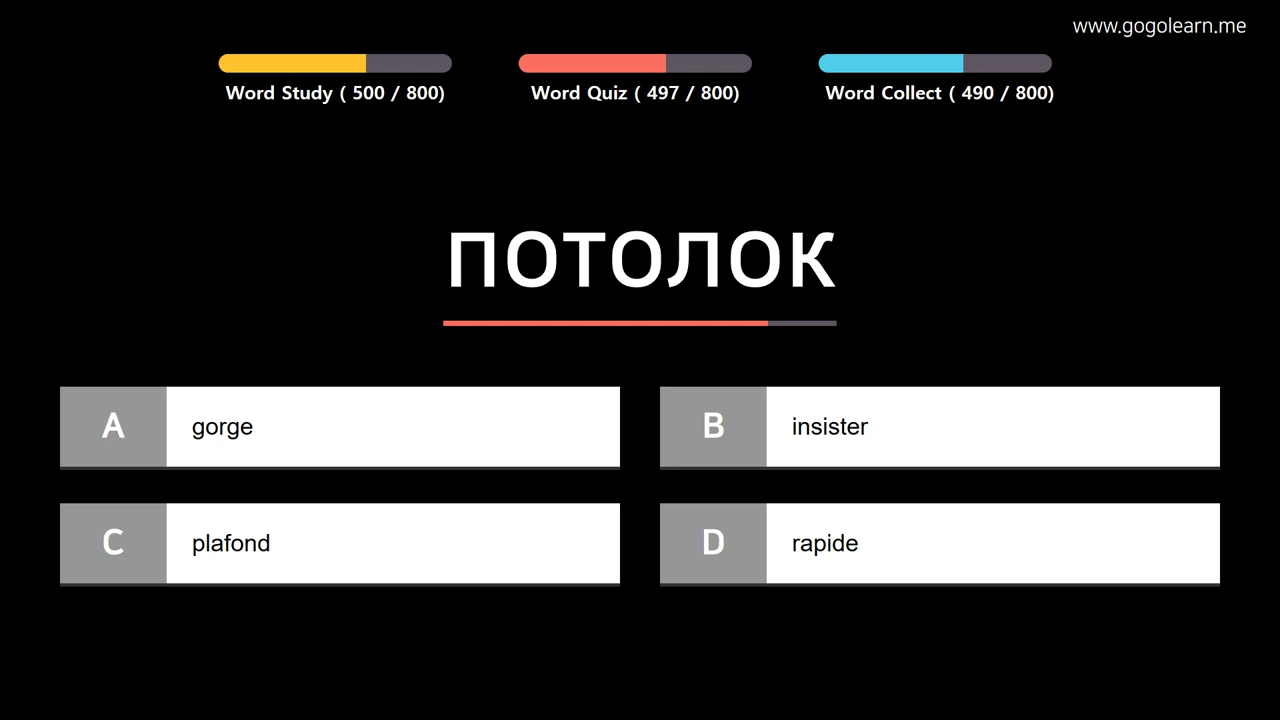 www.gogolearn.me
Word Study ( 500 / 800)
Word Quiz ( 497 / 800)
Word Collect ( 490 / 800)
ПОТОЛОК
A gorge
B insister
C plafond
D rapide